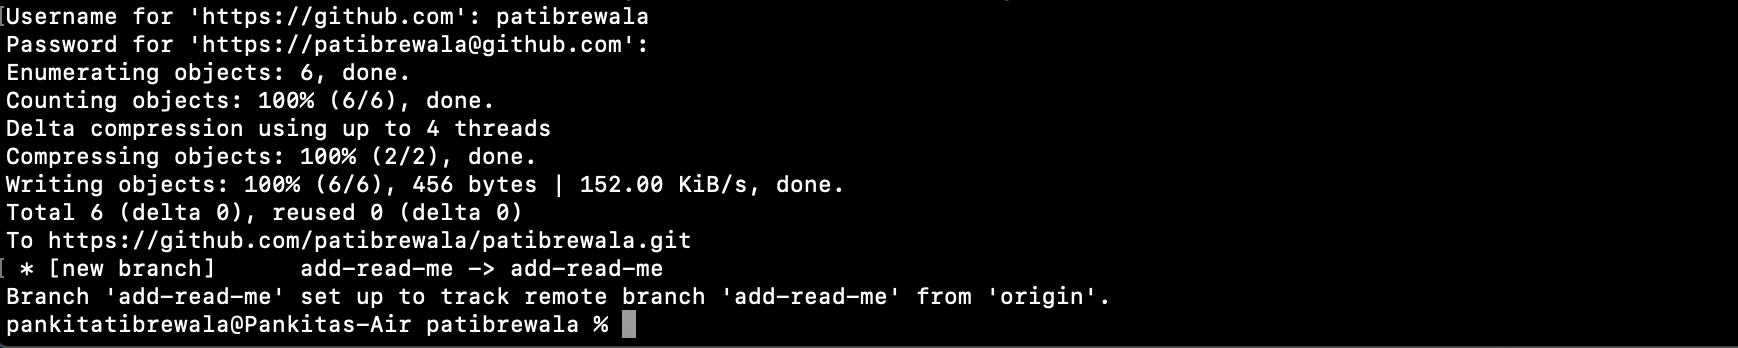 Username for 'https://github.com': patibrewala
Password for 'https://patibrewala@github.com':
Enumerating objects: 6, done.
Counting objects: 100% (6/6), done.
Delta compression using up to 4 threads
Compressing objects: 100% (2/2), done.
Writing objects: 100% (6/6), 456 bytes | 152.00 KiB/s, done.
Total 6 (delta 0), reused 0 (delta 0)
To https://github.com/patibrewala/patibrewala.git
 * [new branch]      add-read-me -> add-read-me
Branch 'add-read-me' set up to track remote branch 'add-read-me' from 'origin'.
pankitatibrewala@Pankitas-Air patibrewala %